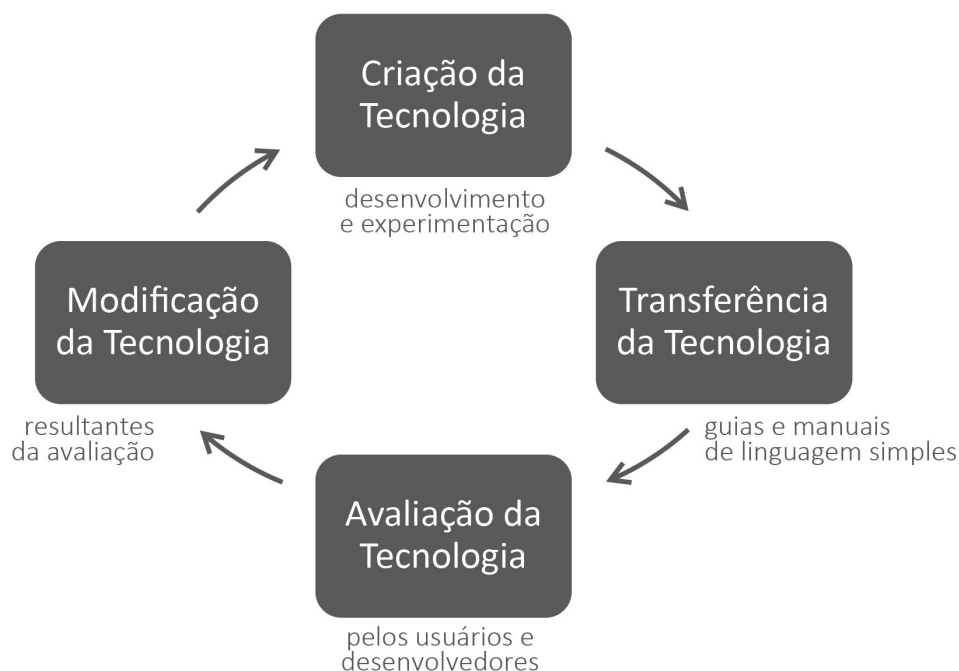 Criação da
Tecnologia
desenvolvimento
e experimentação
Transferência
da Tecnologia
guias e manuais
de linguagem simples
Avaliação da
Tecnologia
pelos usuários e
desenvolvedores
Modificação
da Tecnologia
resultantes
da avaliação